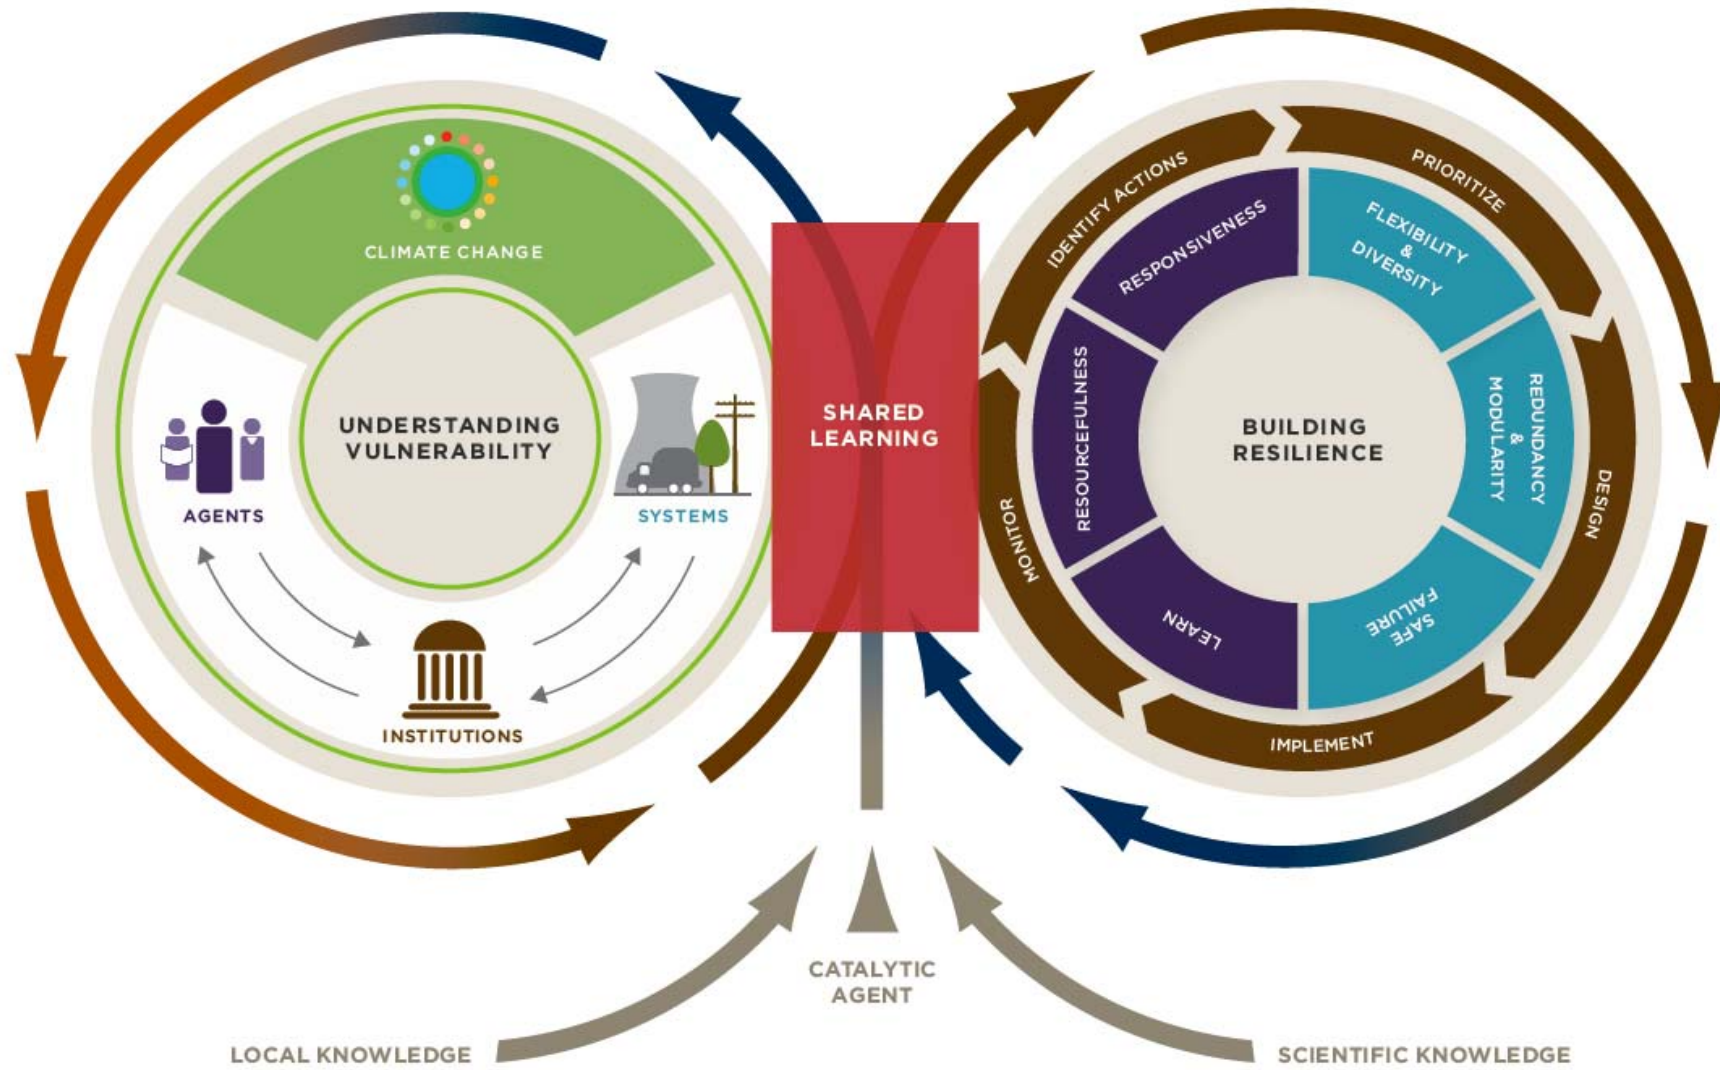 CLIMATE CHANGE
UNDERSTANDING
VULNERABILITY
AGENTS
SYSTEMS
INSTITUTIONS
SHARED
LEARNING
IDENTIFY ACTIONS
PRIORITIZE
DESIGN
IMPLEMENT
MONITOR
RESPONSIVENESS
FLEXIBILITY
&
DIVERSITY
REDUNDANCY
&
MODULARITY
SAFE
FAILURE
LEARN
RESOURCEFULNESS
BUILDING
RESILIENCE
CATALYTIC
AGENT
LOCAL KNOWLEDGE
SCIENTIFIC KNOWLEDGE